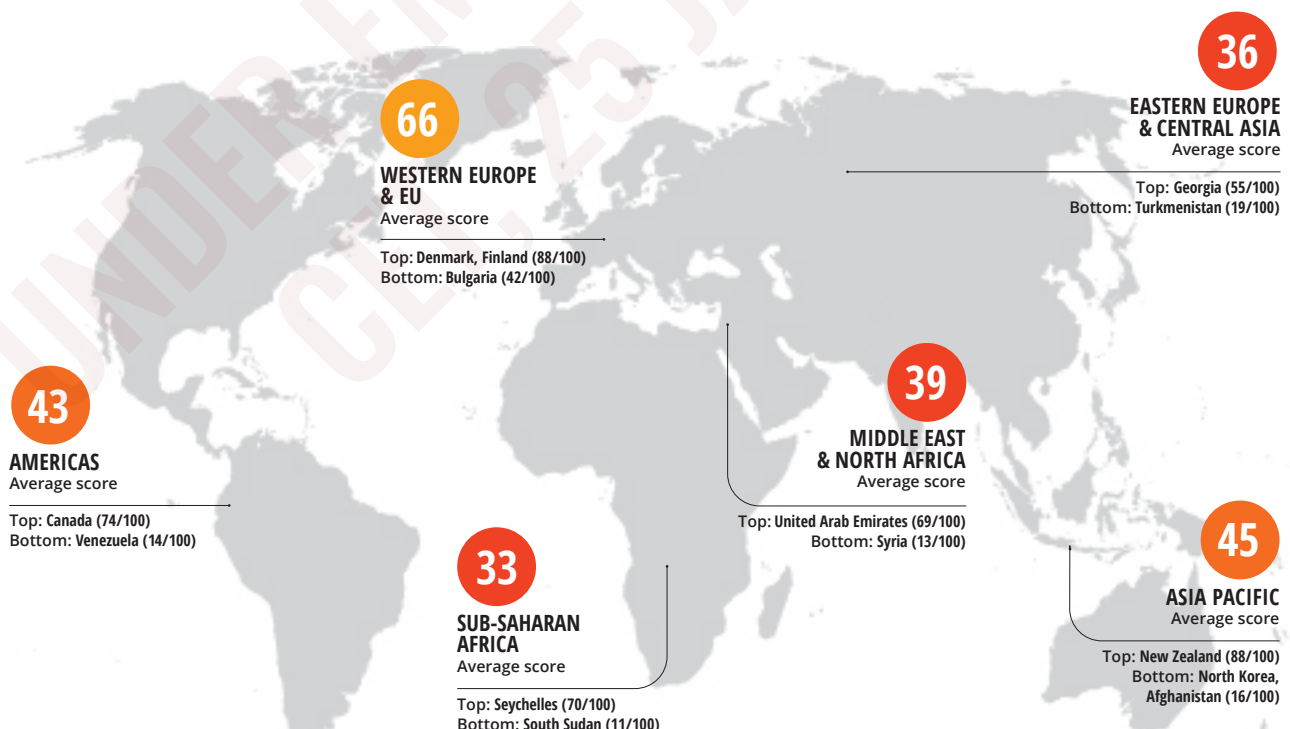 36
EASTERN EUROPE
& CENTRAL ASIA
Average score
Top: Georgia (55/100)
Bottom: Turkmenistan (19/100)
66
WESTERN EUROPE
& EU
Average score
Top: Denmark, Finland (88/100)
Bottom: Bulgaria (42/100)
43
AMERICAS
Average score
Top: Canada (74/100)
Bottom: Venezuela (14/100)
39
MIDDLE EAST
& NORTH AFRICA
Average score
Top: United Arab Emirates (69/100)
Bottom: Syria (13/100)
33
SUB-SAHARAN
AFRICA
Average score
Top: Seychelles (70/100)
Bottom: South Sudan (11/100)
45
ASIA PACIFIC
Average score
Top: New Zealand (88/100)
Bottom: North Korea,
Afghanistan (16/100)
UNDER
CET, 25